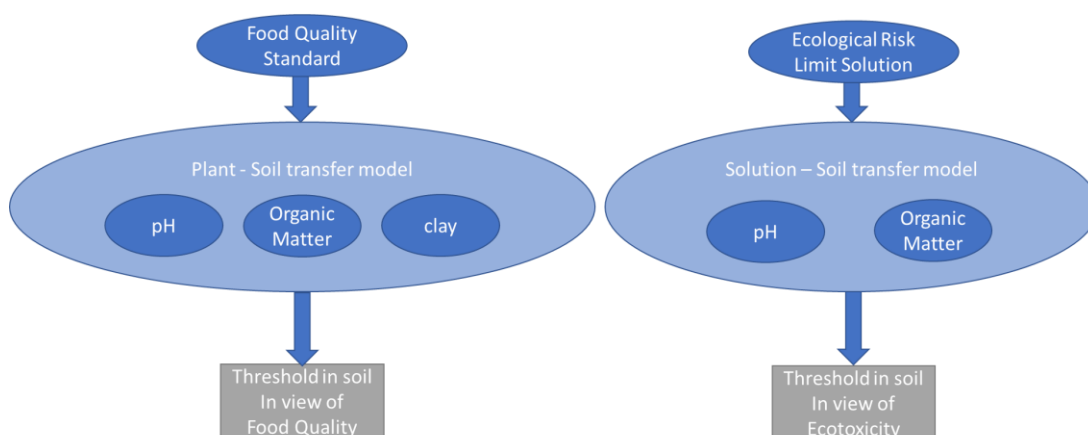 Food Quality
Standard
Plant - Soil transfer model
pH
Organic
Matter
clay
Threshold in soil
In view of
Food Quality
Ecological Risk
Limit Solution
Solution – Soil transfer model
pH
Organic
Matter
Threshold in soil
In view of
Ecotoxicity